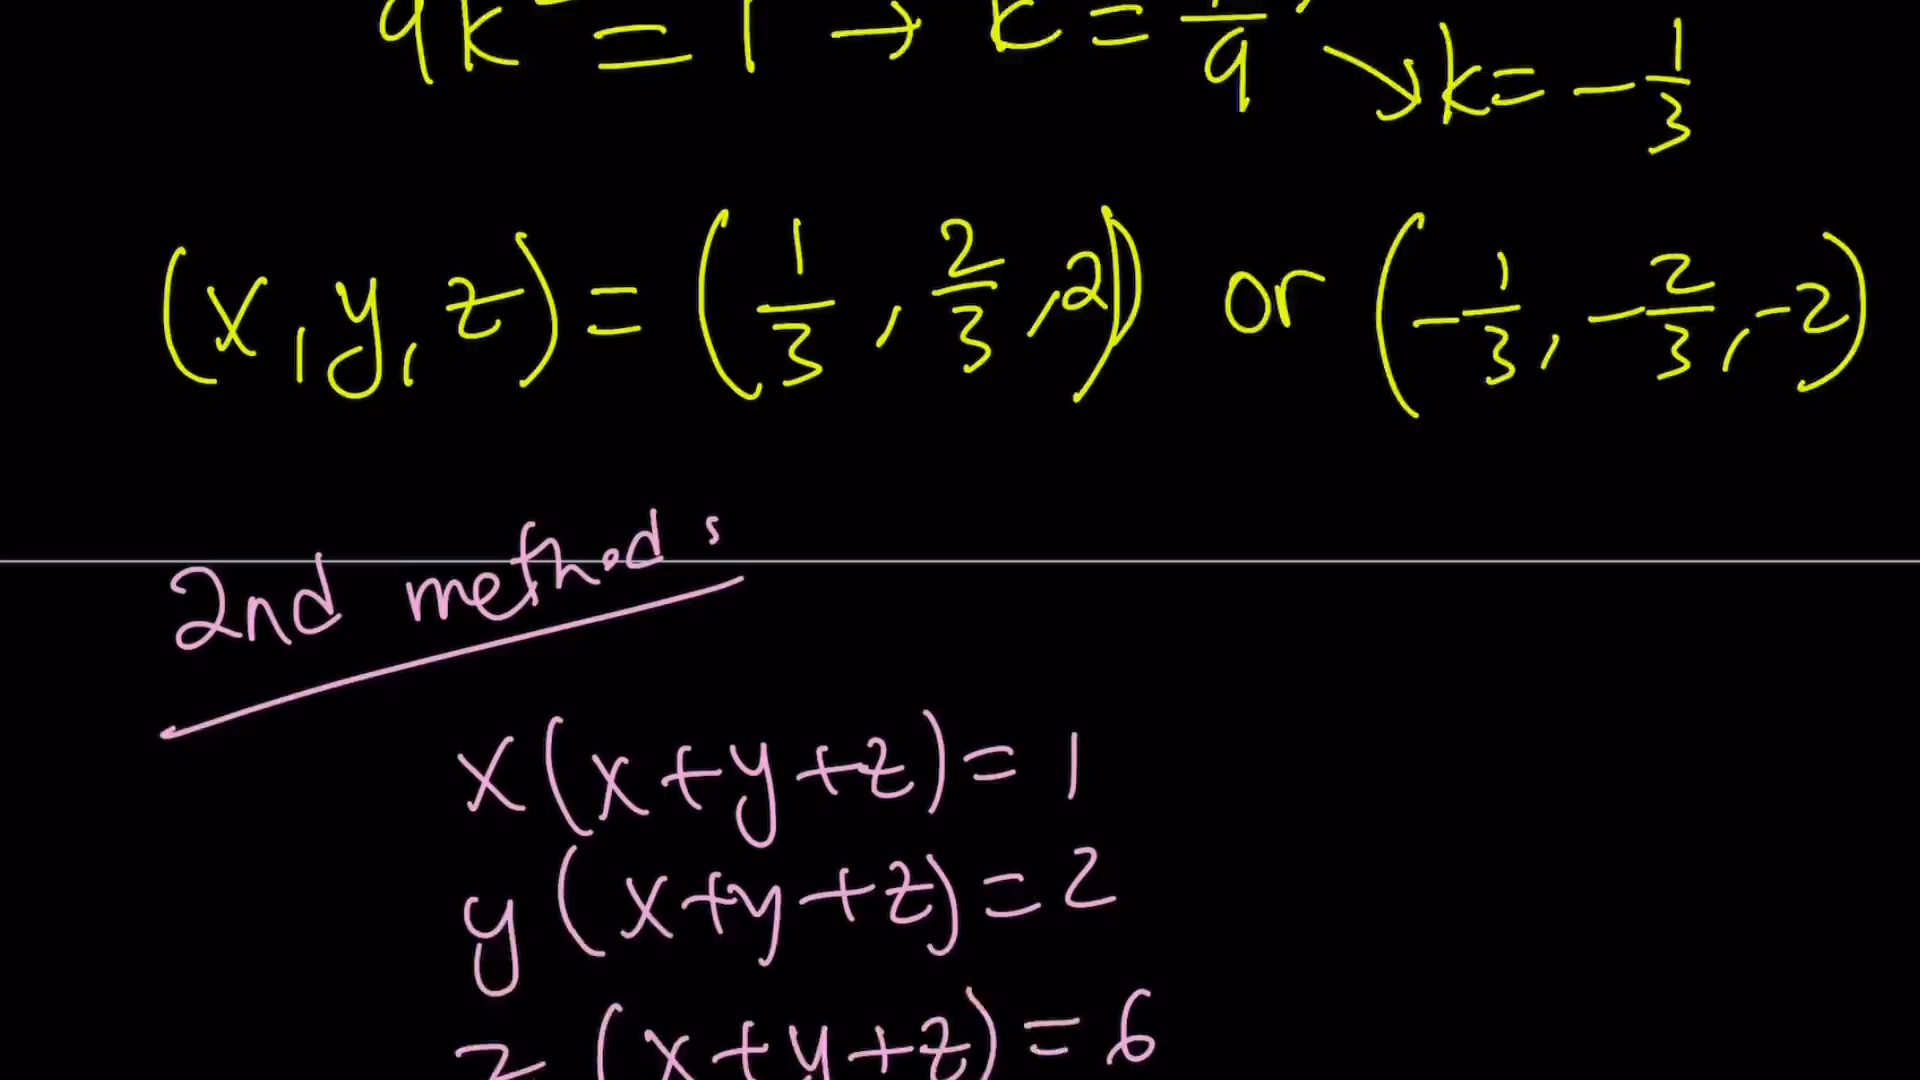 9k² = 1 → k = 1/9 ↘ k = -1/3
(x, y, z) = (1/3, 2/3, 2) or (-1/3, -2/3, -2)
2nd method:
x(x+y+z) = 1
y(x+y+z) = 2
z(x+y+z) = 6